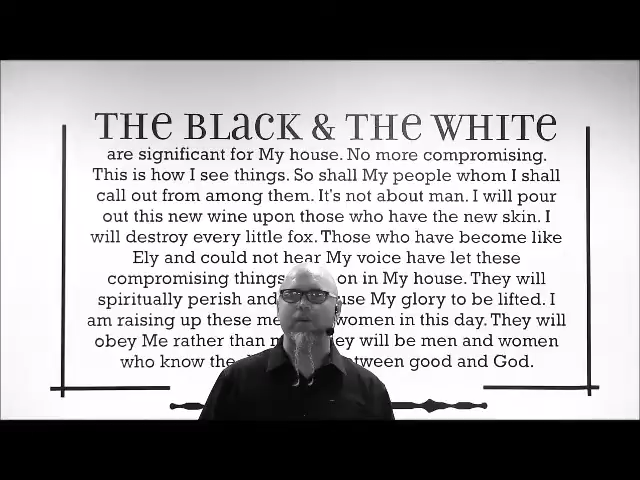 THE BLACK & THE WHITE
are significant for My house. No more compromising.
This is how I see things. So shall My people whom I shall
call out from among them. It's not about man. I will pour
out this new wine upon those who have the new skin. I
will destroy every little fox. Those who have become like
Ely and could not hear My voice have let these
compromising things on in My house. They will
spiritually perish and use My glory to be lifted. I
am raising up these me women in this day. They will
obey Me rather than ey will be men and women
who know the tween good and God.